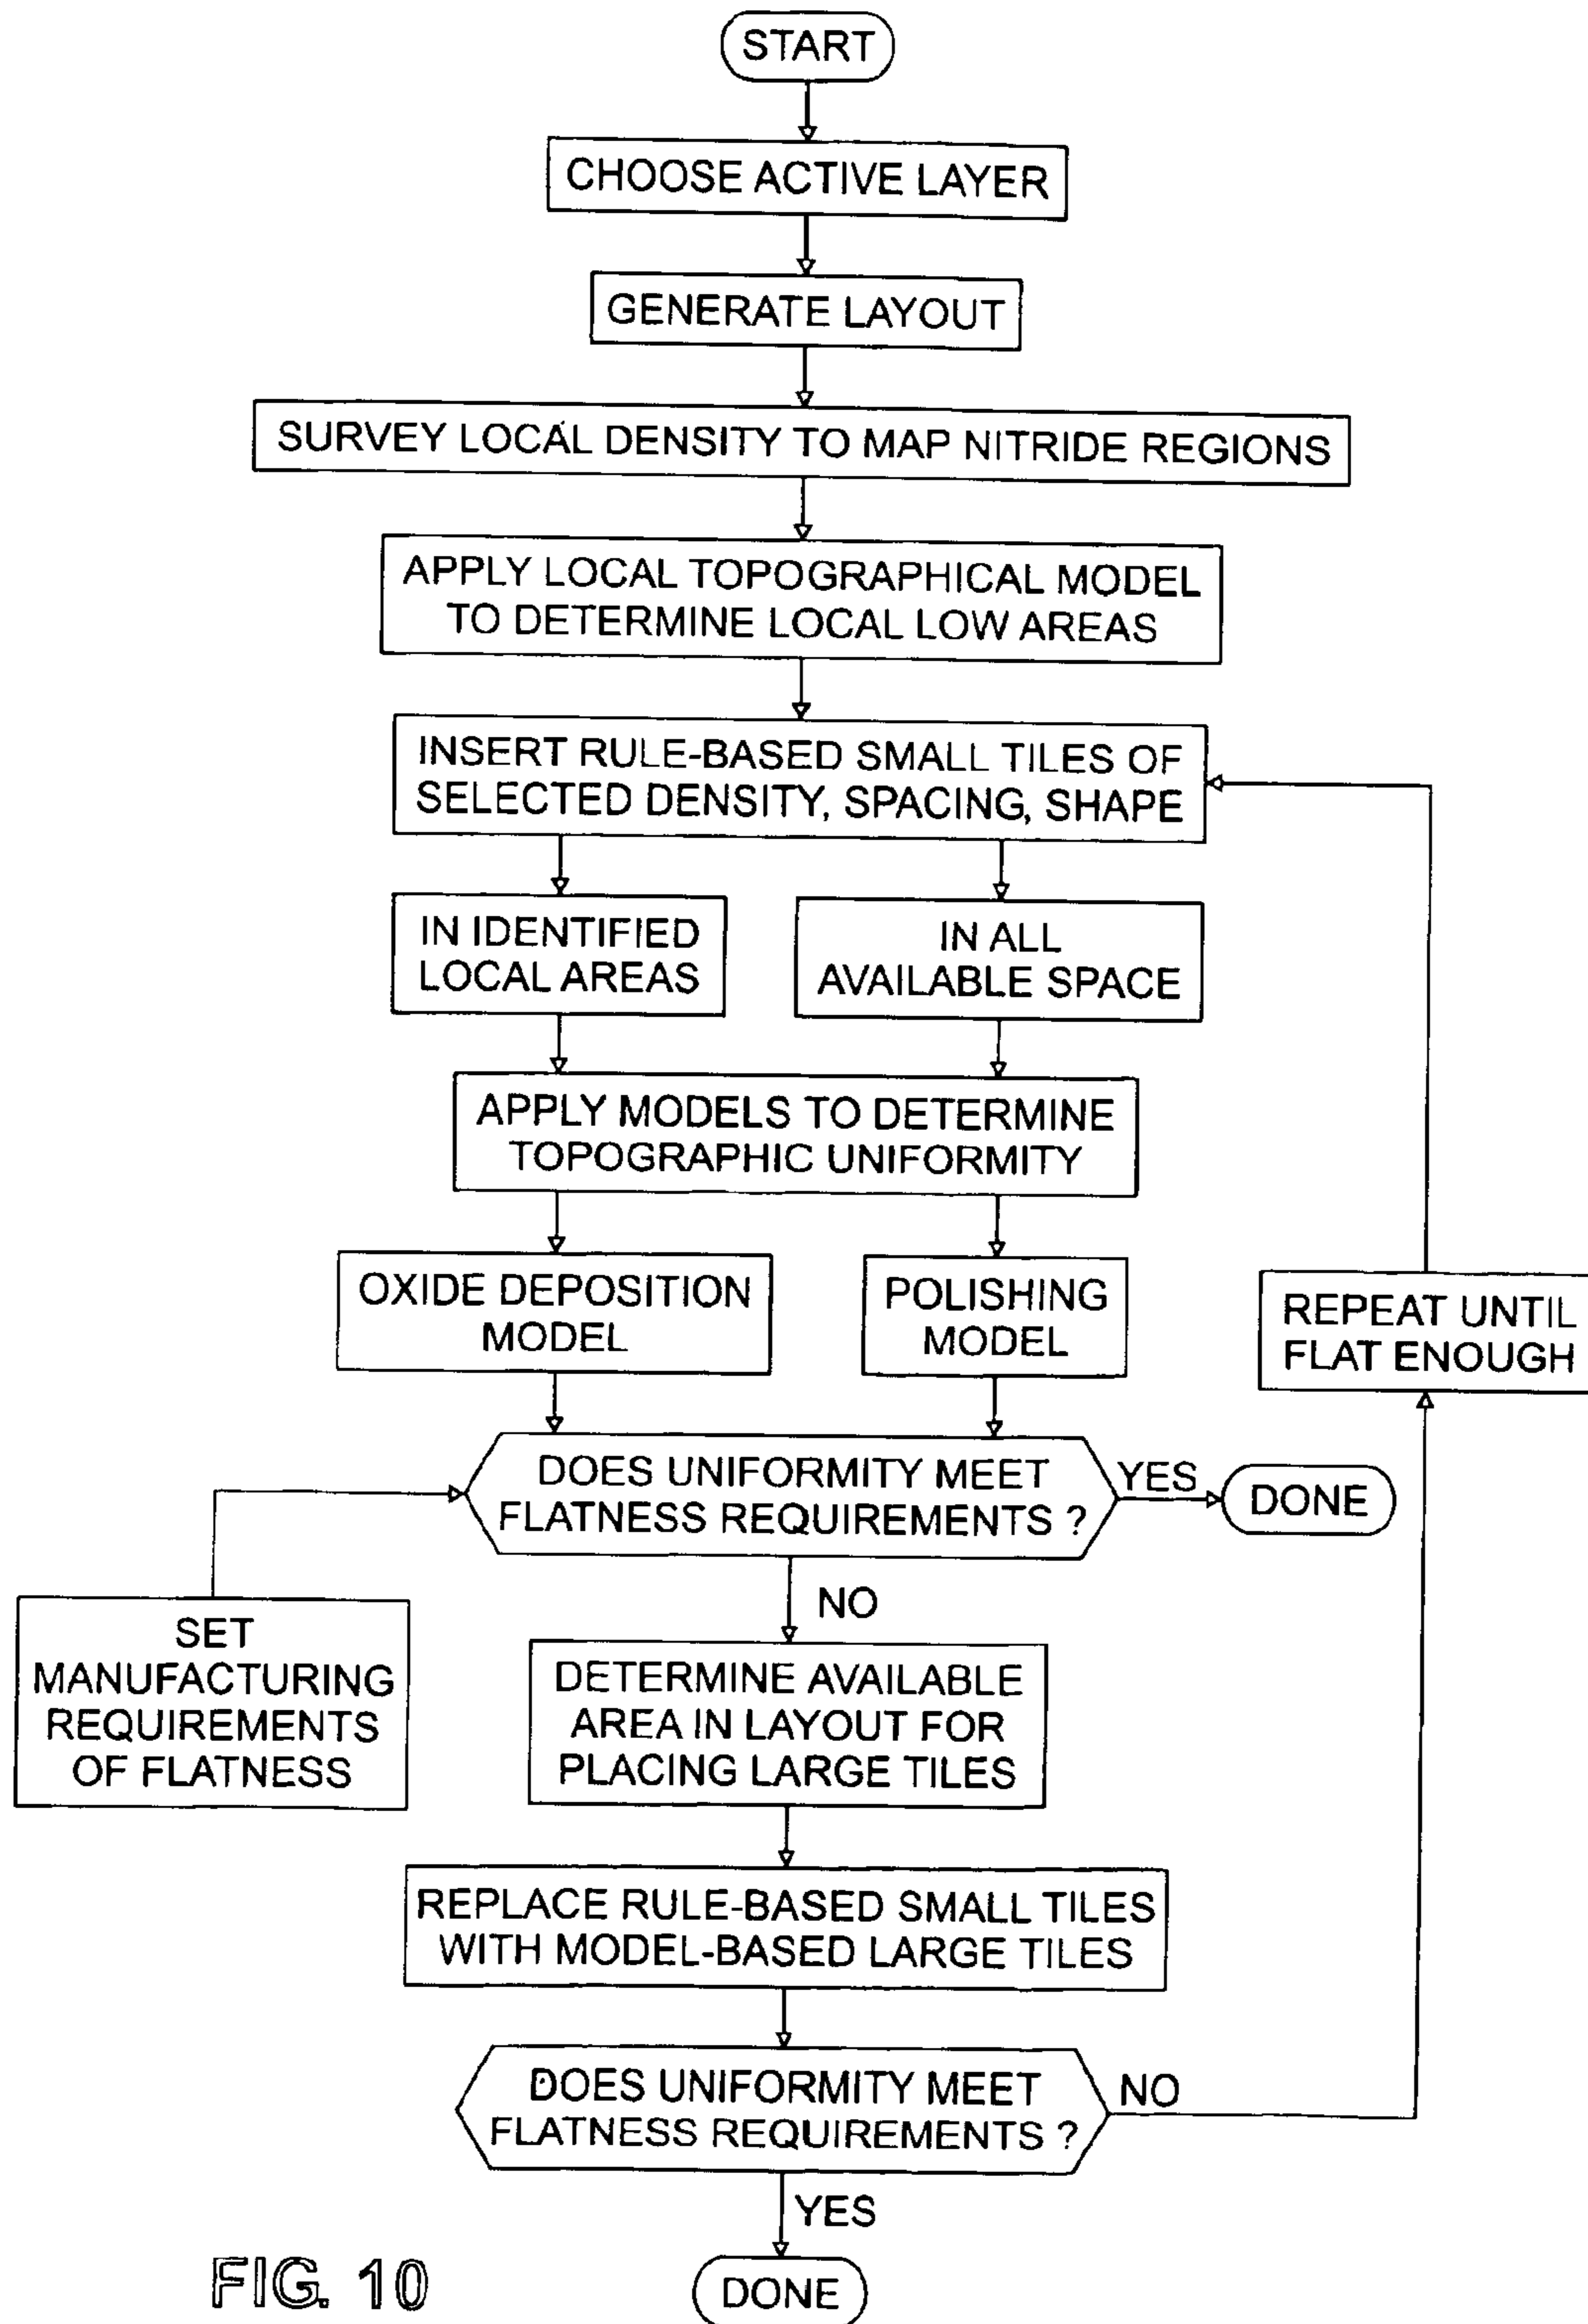 START
CHOOSE ACTIVE LAYER
GENERATE LAYOUT
SURVEY LOCAL DENSITY TO MAP NITRIDE REGIONS
APPLY LOCAL TOPOGRAPHICAL MODEL
TO DETERMINE LOCAL LOW AREAS
INSERT RULE-BASED SMALL TILES OF
SELECTED DENSITY, SPACING, SHAPE
IN IDENTIFIED
LOCAL AREAS
IN ALL
AVAILABLE SPACE
APPLY MODELS TO DETERMINE
TOPOGRAPHIC UNIFORMITY
OXIDE DEPOSITION
MODEL
POLISHING
MODEL
REPEAT UNTIL
FLAT ENOUGH
DOES UNIFORMITY MEET
FLATNESS REQUIREMENTS ?
YES
DONE
NO
SET
MANUFACTURING
REQUIREMENTS
OF FLATNESS
DETERMINE AVAILABLE
AREA IN LAYOUT FOR
PLACING LARGE TILES
REPLACE RULE-BASED SMALL TILES
WITH MODEL-BASED LARGE TILES
DOES UNIFORMITY MEET
FLATNESS REQUIREMENTS ?
NO
YES
DONE
FIG. 10